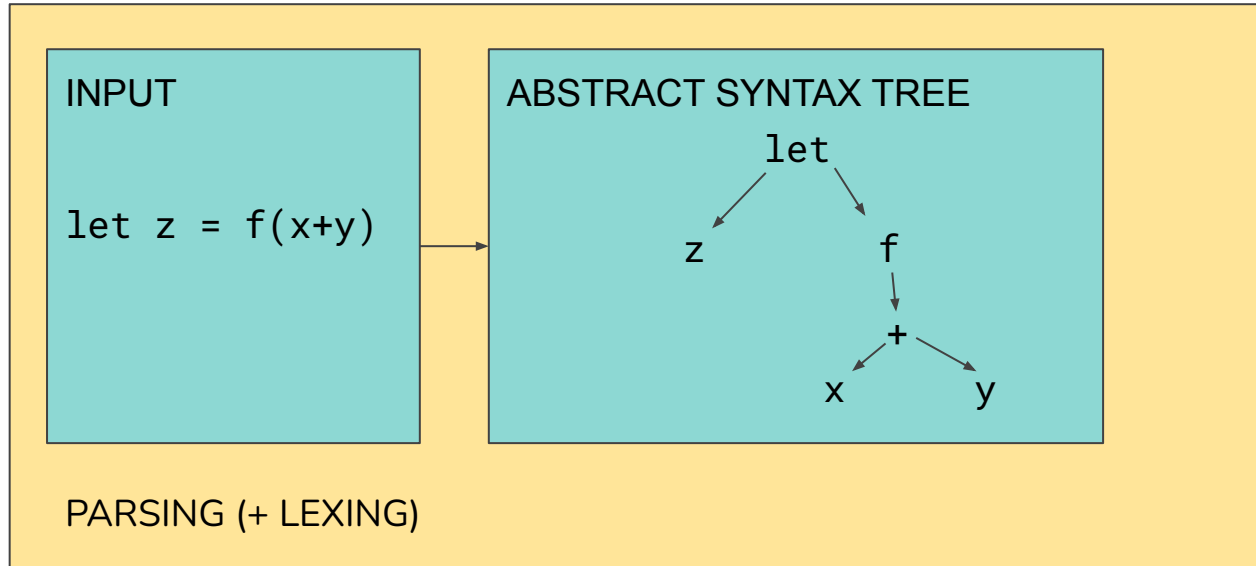 INPUT
let z = f(x+y)
ABSTRACT SYNTAX TREE
let
z f
+
x y
PARSING (+ LEXING)